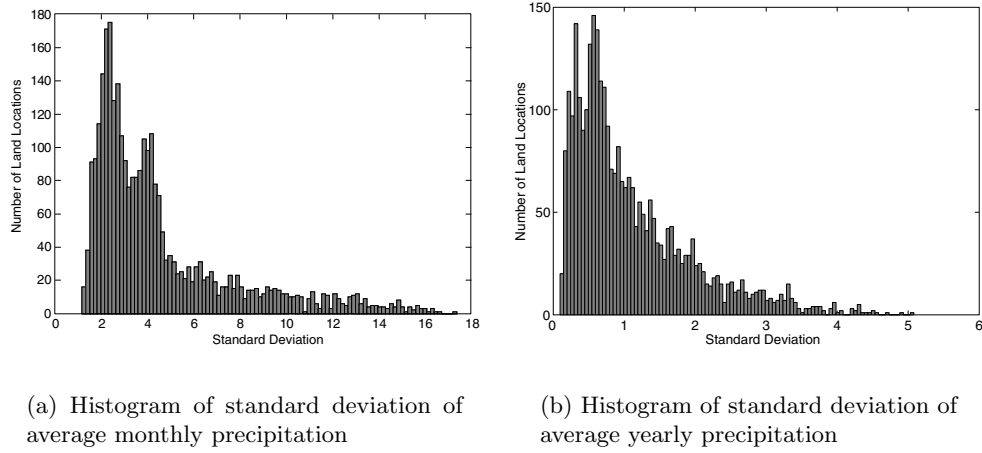 180
160
140
120
100
80
60
40
20
0
Number of Land Locations
0 2 4 6 8 10 12 14 16 18
Standard Deviation
150
100
50
0
Number of Land Locations
0 1 2 3 4 5 6
Standard Deviation
(a) Histogram of standard deviation of
average monthly precipitation
(b) Histogram of standard deviation of
average yearly precipitation